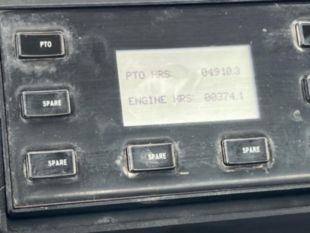 PTO
PTO HRS: 04910.3
SPARE
ENGINE HRS: 00374.1
SPARE SPARE SPARE